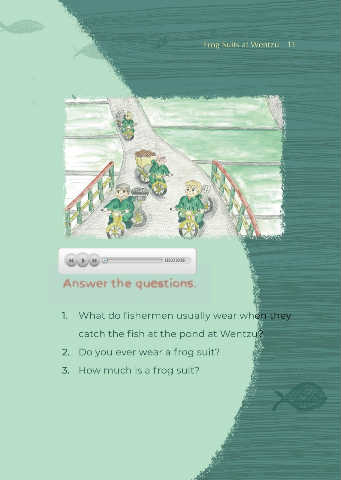 Frog Suits at Wentzu 11
Answer the questions.
1. What do fishermen usually wear when they
catch the fish at the pond at Wentzu?
2. Do you ever wear a frog suit?
3. How much is a frog suit?